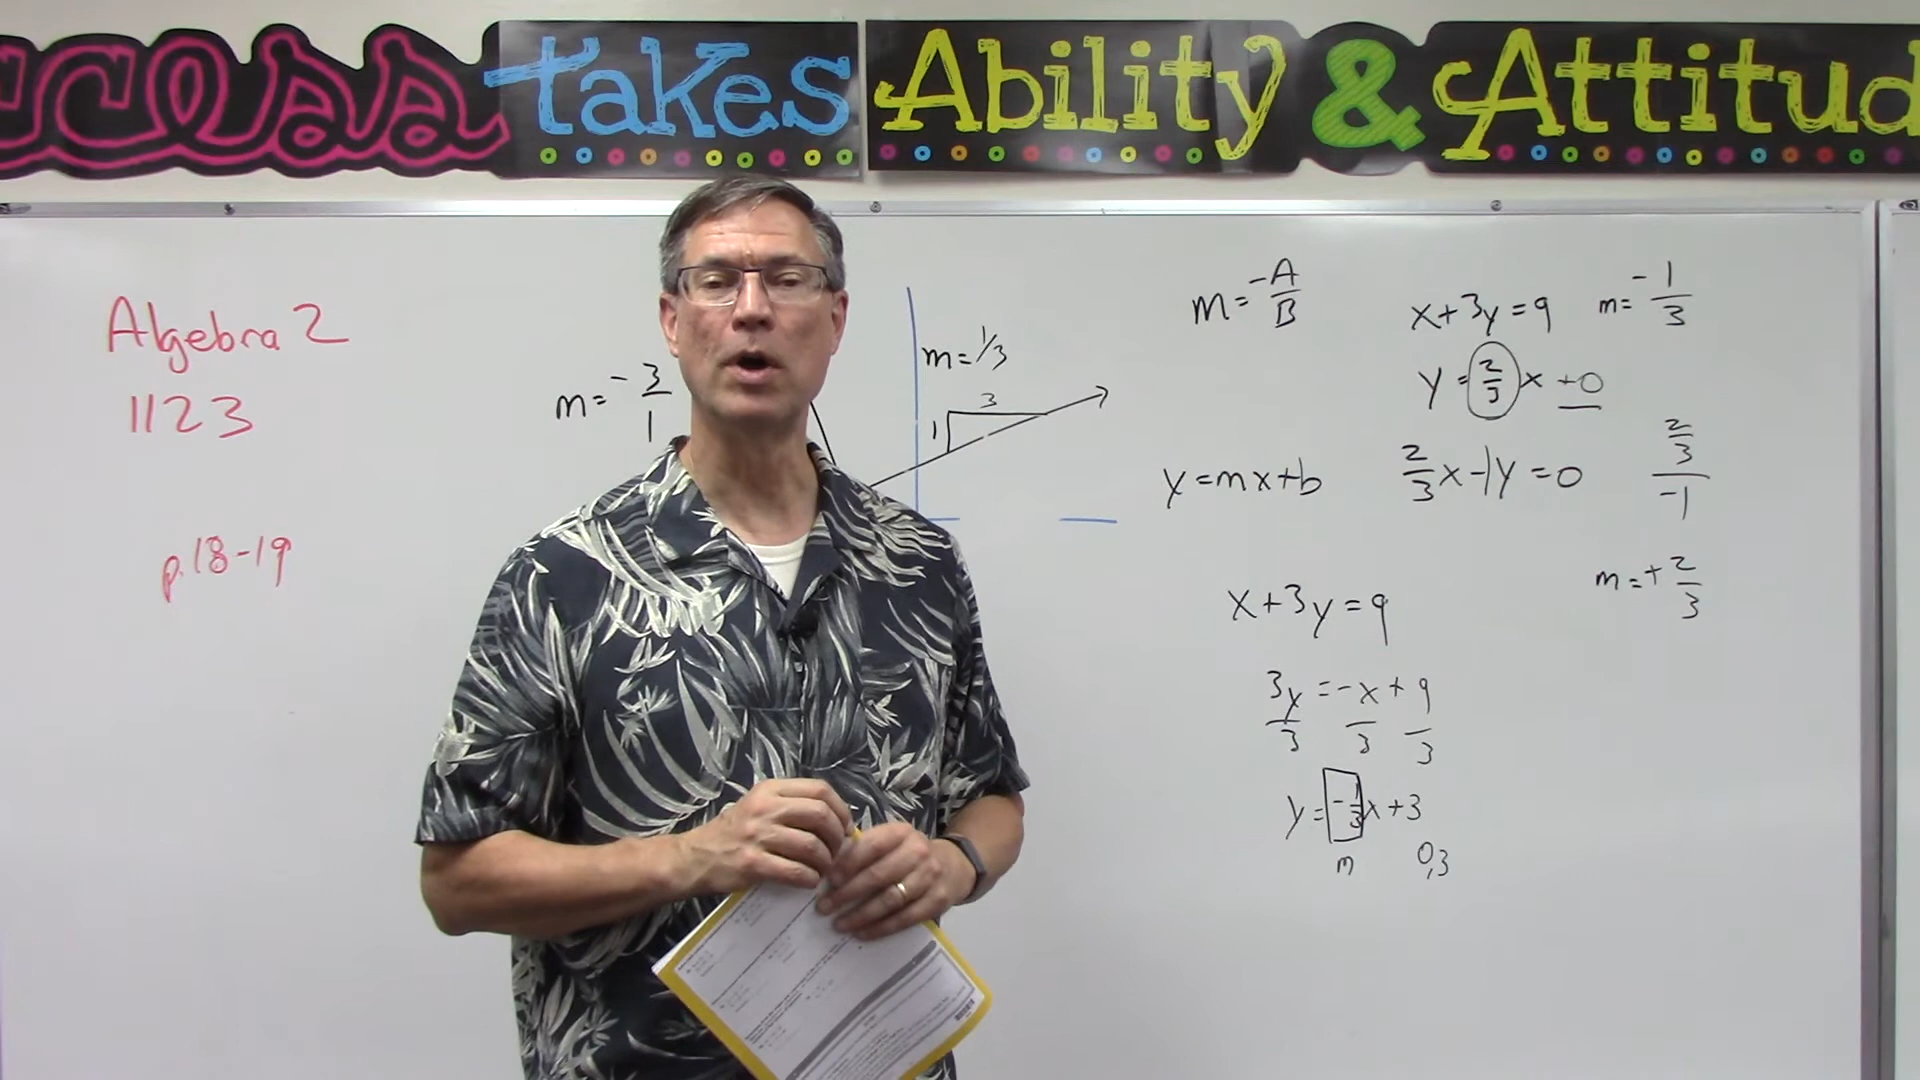 ccess takes Ability & Attitud
Algebra 2
1123
p.18-19
m = -3/1
m = 1/3
3
1
m = -A/B
x+3y=9
m = -1/3
y = 2/3 x +0
y = mx+b
2/3 x - 1y = 0
2/3/-1
m = + 2/3
x+3y=9
3y/3 = -x/3 + 9/3
y = -1/3 x + 3
m
0,3